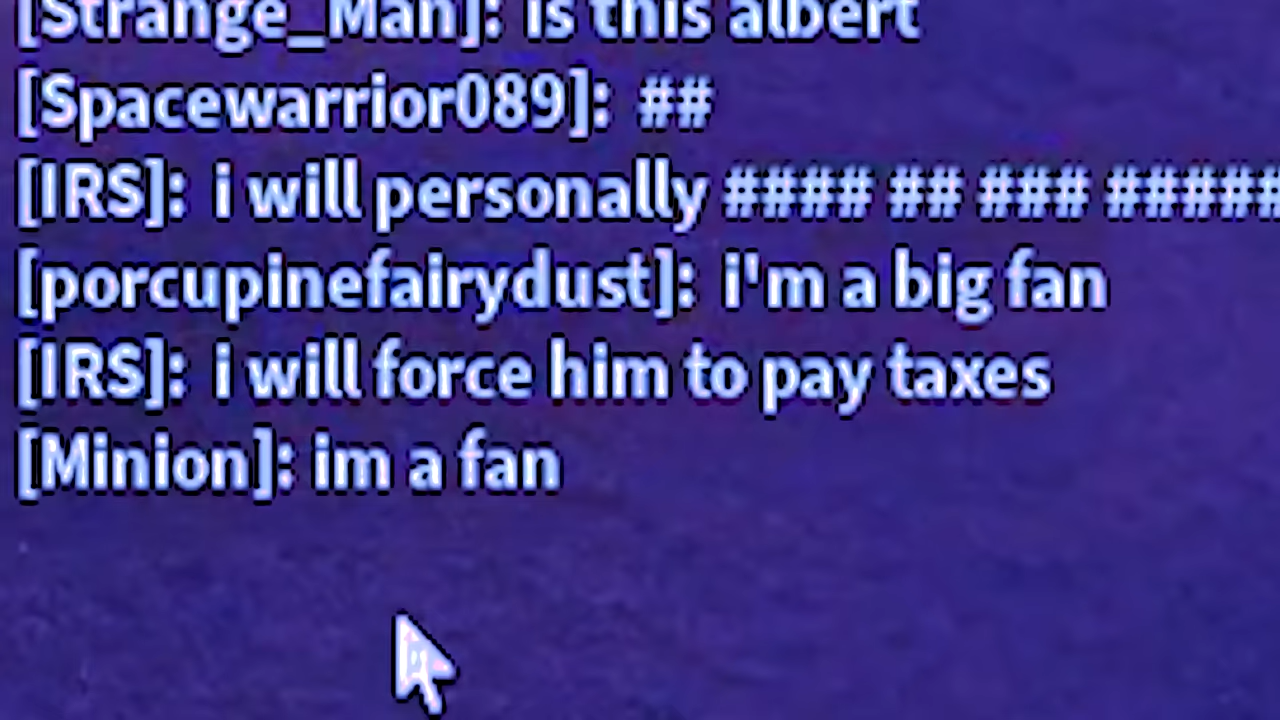 [Strange_Man]: is this albert
[Spacewarrior089]: ##
[IRS]: i will personally #### ## ### #####
[porcupinefairydust]: i'm a big fan
[IRS]: i will force him to pay taxes
[Minion]: im a fan